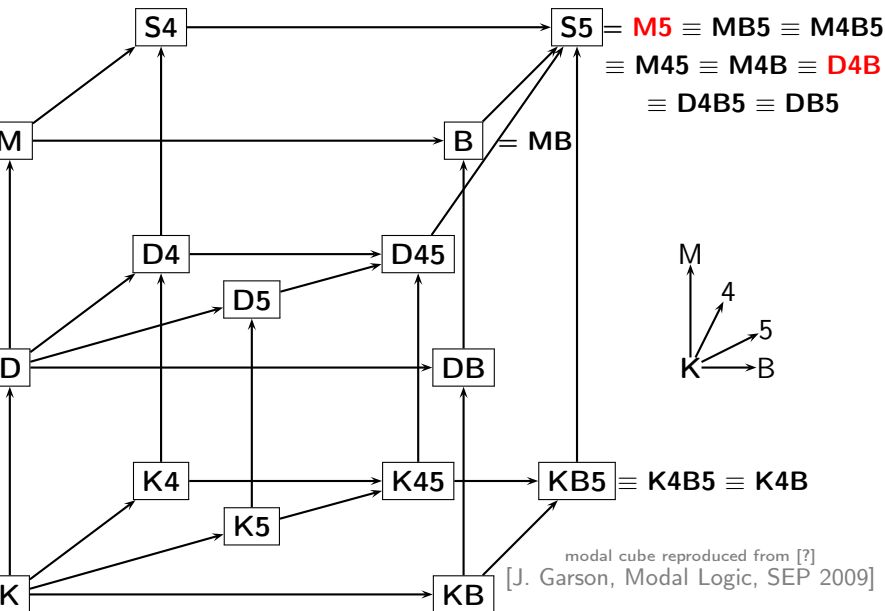 S4 S5 = M5 ≡ MB5 ≡ M4B5
≡ M45 ≡ M4B ≡ D4B
≡ D4B5 ≡ DB5
M B = MB
D4 D45
M
D5
4
5
D DB
K B
K4 K45 KB5 ≡ K4B5 ≡ K4B
K5
modal cube reproduced from [?]
[J. Garson, Modal Logic, SEP 2009]
K KB